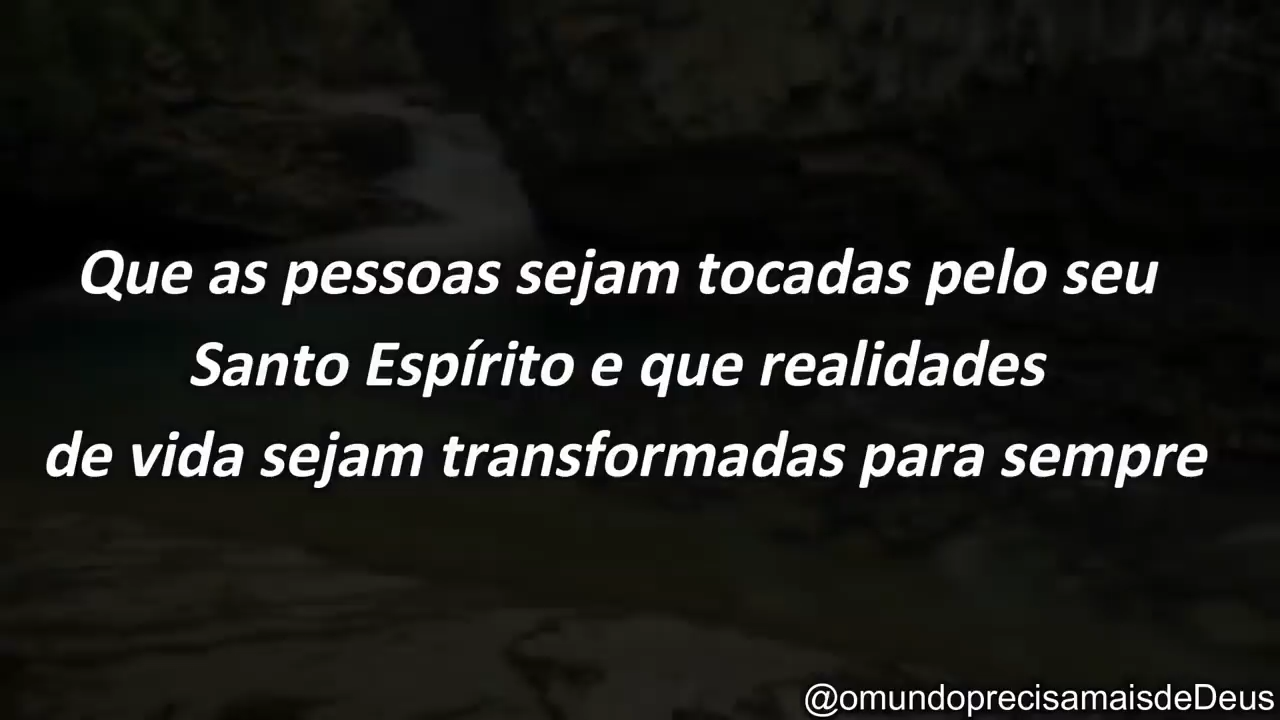 Que as pessoas sejam tocadas pelo seu
Santo Espírito e que realidades
de vida sejam transformadas para sempre
@omundoprecisamaisdeDeus